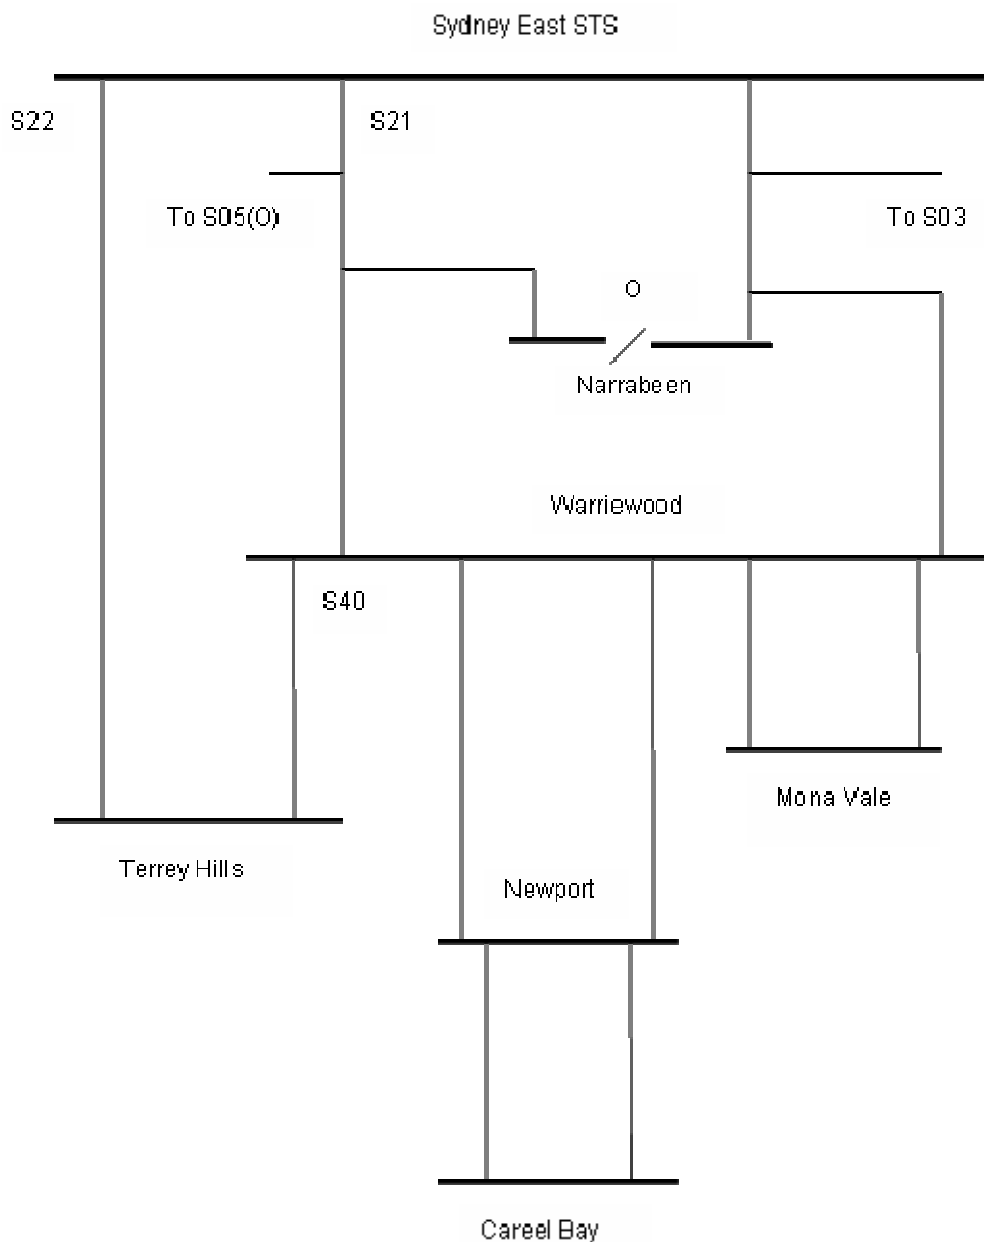 Sydney East STS
S22
S21
To S05(O)
To S03
O
Narrabeen
Warriewood
S40
Mona Vale
Terrey Hills
Newport
Careel Bay